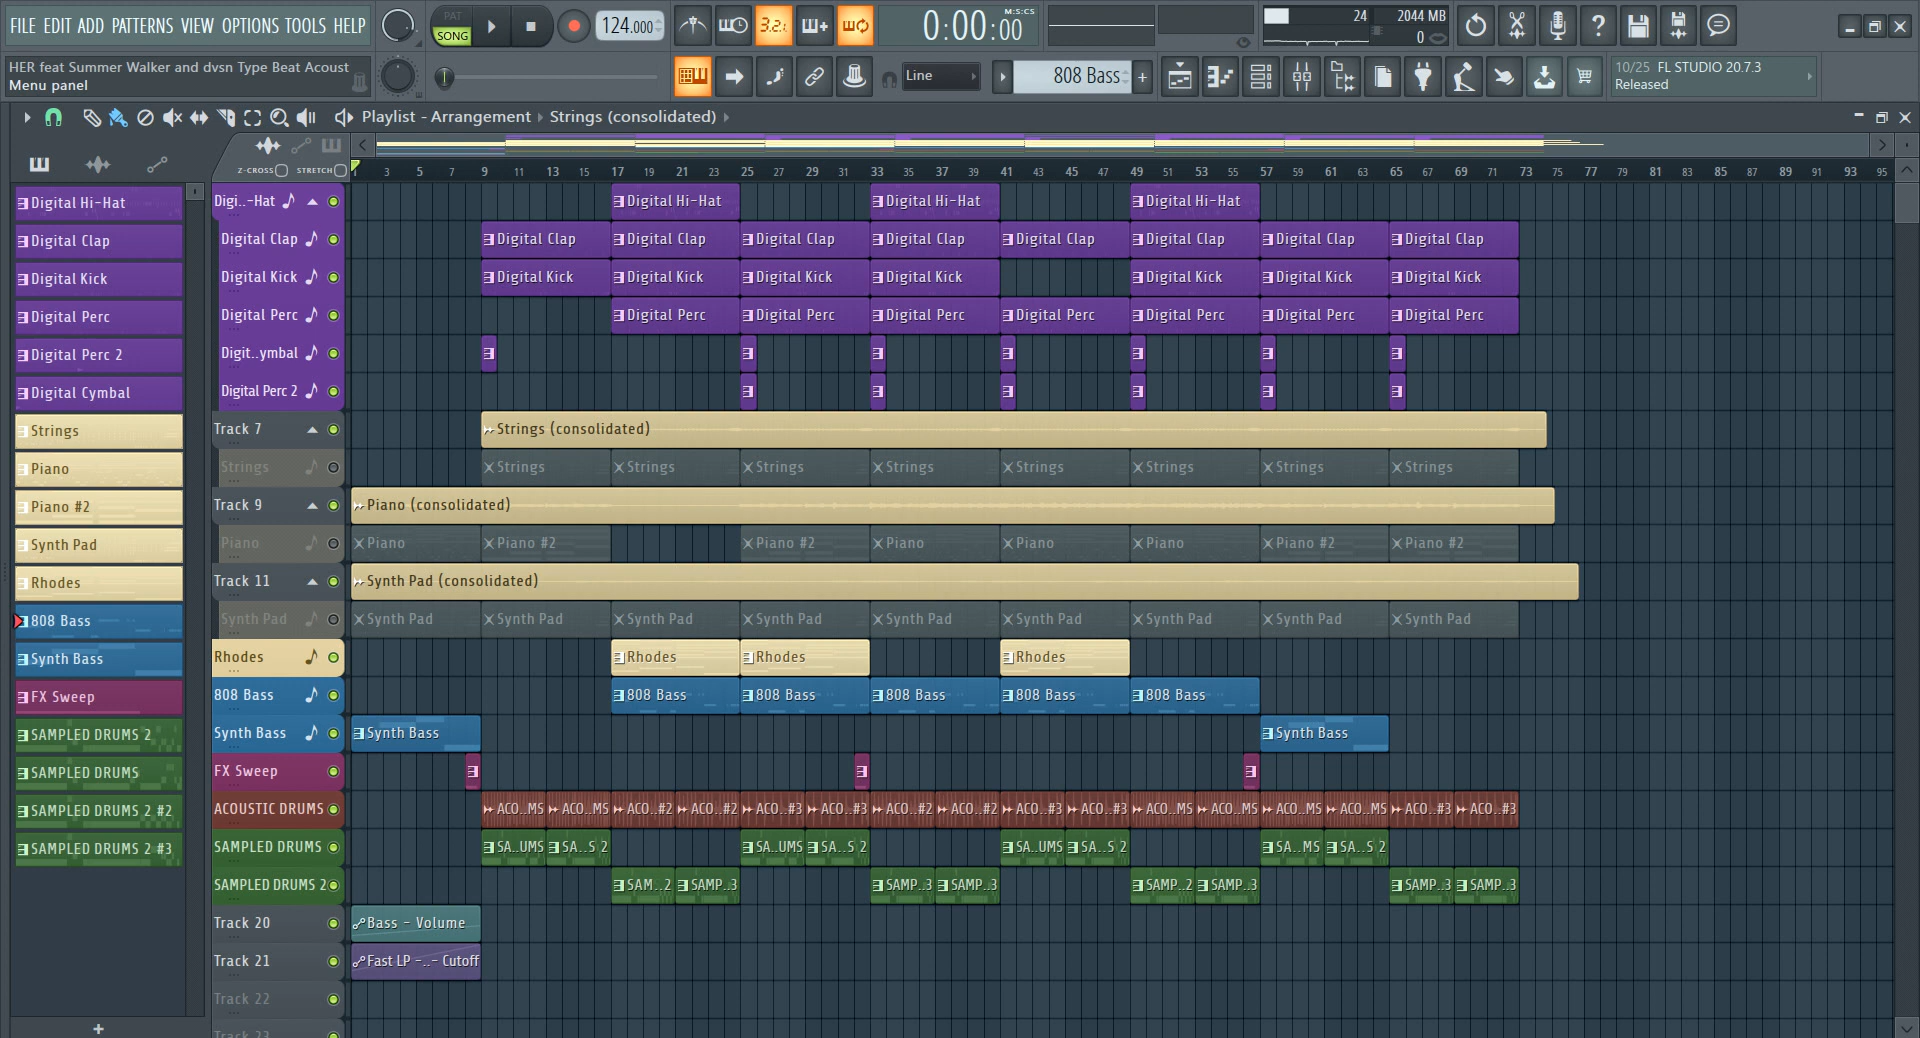 FILE EDIT ADD PATTERNS VIEW OPTIONS TOOLS HELP
PAT
SONG
124.000
3.2.1
0:00:00
M:S:CS
24
2044 MB
0
HER feat Summer Walker and dvsn Type Beat Acoust
Menu panel
Line
808 Bass
+
10/25 FL STUDIO 20.7.3
Released
Playlist - Arrangement › Strings (consolidated) ›
Z-CROSS STRETCH
1 3 5 7 9 11 13 15 17 19 21 23 25 27 29 31 33 35 37 39 41 43 45 47 49 51 53 55 57 59 61 63 65 67 69 71 73 75 77 79 81 83 85 87 89 91 93 95
Digital Hi-Hat
Digital Clap
Digital Kick
Digital Perc
Digital Perc 2
Digital Cymbal
Strings
Piano
Piano #2
Synth Pad
Rhodes
808 Bass
Synth Bass
FX Sweep
SAMPLED DRUMS 2
SAMPLED DRUMS
SAMPLED DRUMS 2 #2
SAMPLED DRUMS 2 #3
+
Digi..-Hat Digital Hi-Hat Digital Hi-Hat Digital Hi-Hat
Digital Clap Digital Clap Digital Clap Digital Clap Digital Clap Digital Clap Digital Clap Digital Clap Digital Clap
Digital Kick Digital Kick Digital Kick Digital Kick Digital Kick Digital Kick Digital Kick Digital Kick
Digital Perc Digital Perc Digital Perc Digital Perc Digital Perc Digital Perc Digital Perc Digital Perc
Digit..ymbal
Digital Perc 2
Track 7 Strings (consolidated)
Strings Strings Strings Strings Strings Strings Strings Strings Strings
Track 9 Piano (consolidated)
Piano Piano Piano #2 Piano #2 Piano Piano Piano Piano #2 Piano #2
Track 11 Synth Pad (consolidated)
Synth Pad Synth Pad Synth Pad Synth Pad Synth Pad Synth Pad Synth Pad Synth Pad Synth Pad Synth Pad
Rhodes Rhodes Rhodes Rhodes
808 Bass 808 Bass 808 Bass 808 Bass 808 Bass 808 Bass
Synth Bass Synth Bass Synth Bass
FX Sweep
ACOUSTIC DRUMS ACO..MS ACO..MS ACO..#2 ACO..#2 ACO..#3 ACO..#3 ACO..#2 ACO..#2 ACO..#3 ACO..#3 ACO..MS ACO..MS ACO..MS ACO..MS ACO..#3 ACO..#3
SAMPLED DRUMS SA..UMS SA..S 2 SA..UMS SA..S 2 SA..UMS SA..S 2 SA..MS SA..S 2
SAMPLED DRUMS 2 SAM..2 SAMP..3 SAMP..3 SAMP..3 SAMP..2 SAMP..3 SAMP..3 SAMP..3
Track 20 Bass - Volume
Track 21 Fast LP -..- Cutoff
Track 22
Track 23